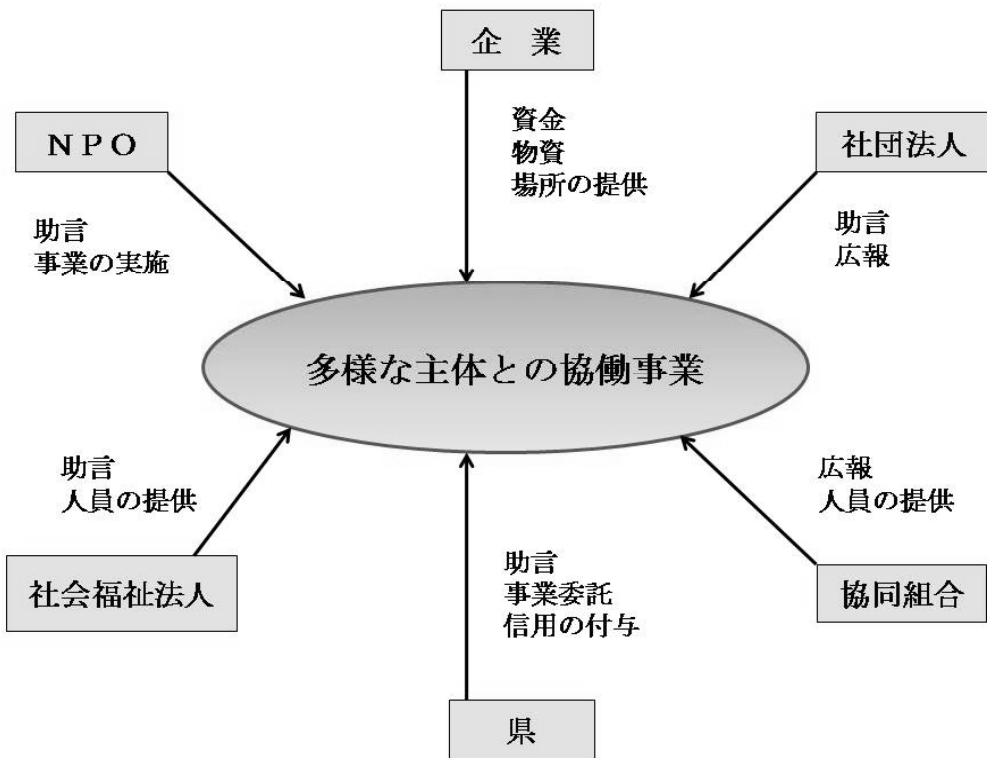 企　業
資金
物資
場所の提供
ＮＰＯ
助言
事業の実施
社団法人
助言
広報
多様な主体との協働事業
助言
人員の提供
社会福祉法人
助言
事業委託
信用の付与
県
広報
人員の提供
協同組合